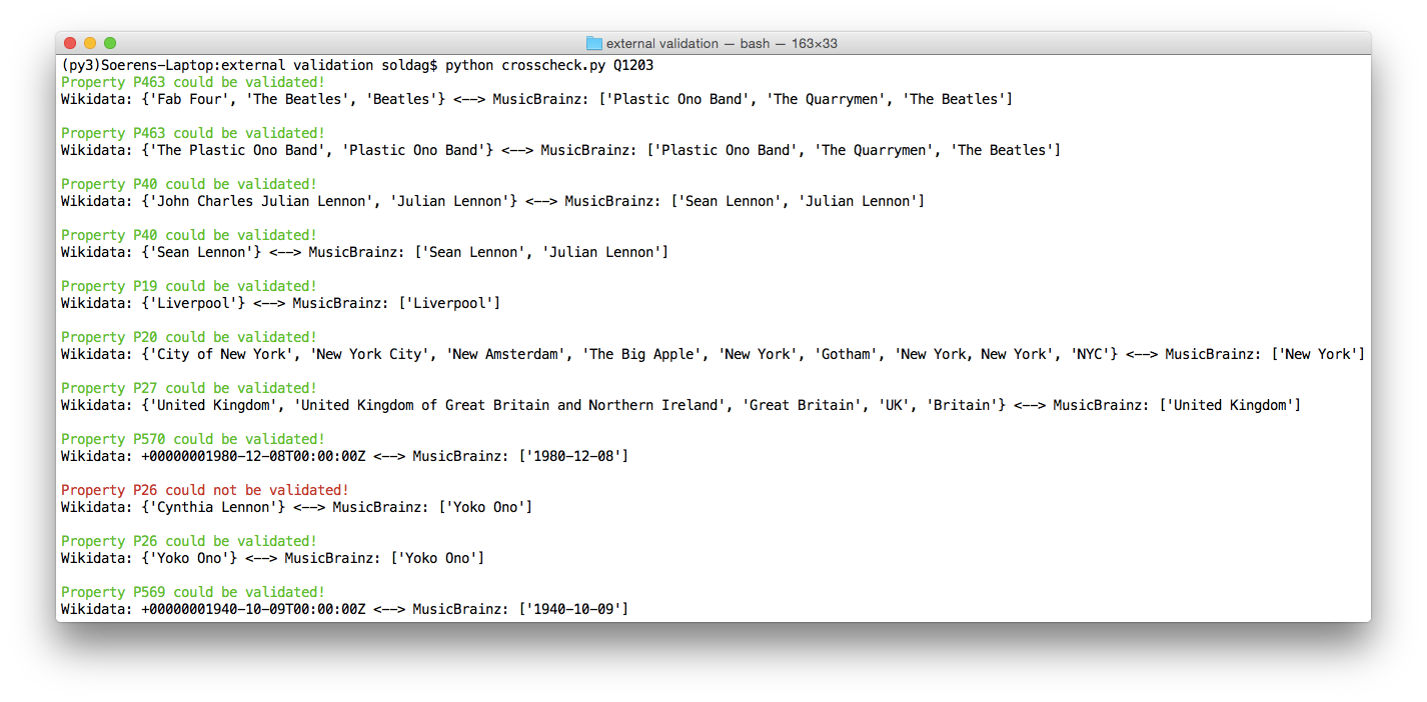 external validation — bash — 163×33
(py3)Soerens-Laptop:external validation soldag$ python crosscheck.py Q1203
Property P463 could be validated!
Wikidata: {'Fab Four', 'The Beatles', 'Beatles'} <--> MusicBrainz: ['Plastic Ono Band', 'The Quarrymen', 'The Beatles']
Property P463 could be validated!
Wikidata: {'The Plastic Ono Band', 'Plastic Ono Band'} <--> MusicBrainz: ['Plastic Ono Band', 'The Quarrymen', 'The Beatles']
Property P40 could be validated!
Wikidata: {'John Charles Julian Lennon', 'Julian Lennon'} <--> MusicBrainz: ['Sean Lennon', 'Julian Lennon']
Property P40 could be validated!
Wikidata: {'Sean Lennon'} <--> MusicBrainz: ['Sean Lennon', 'Julian Lennon']
Property P19 could be validated!
Wikidata: {'Liverpool'} <--> MusicBrainz: ['Liverpool']
Property P20 could be validated!
Wikidata: {'City of New York', 'New York City', 'New Amsterdam', 'The Big Apple', 'New York', 'Gotham', 'New York, New York', 'NYC'} <--> MusicBrainz: ['New York']
Property P27 could be validated!
Wikidata: {'United Kingdom', 'United Kingdom of Great Britain and Northern Ireland', 'Great Britain', 'UK', 'Britain'} <--> MusicBrainz: ['United Kingdom']
Property P570 could be validated!
Wikidata: +00000001980-12-08T00:00:00Z <--> MusicBrainz: ['1980-12-08']
Property P26 could not be validated!
Wikidata: {'Cynthia Lennon'} <--> MusicBrainz: ['Yoko Ono']
Property P26 could be validated!
Wikidata: {'Yoko Ono'} <--> MusicBrainz: ['Yoko Ono']
Property P569 could be validated!
Wikidata: +00000001940-10-09T00:00:00Z <--> MusicBrainz: ['1940-10-09']